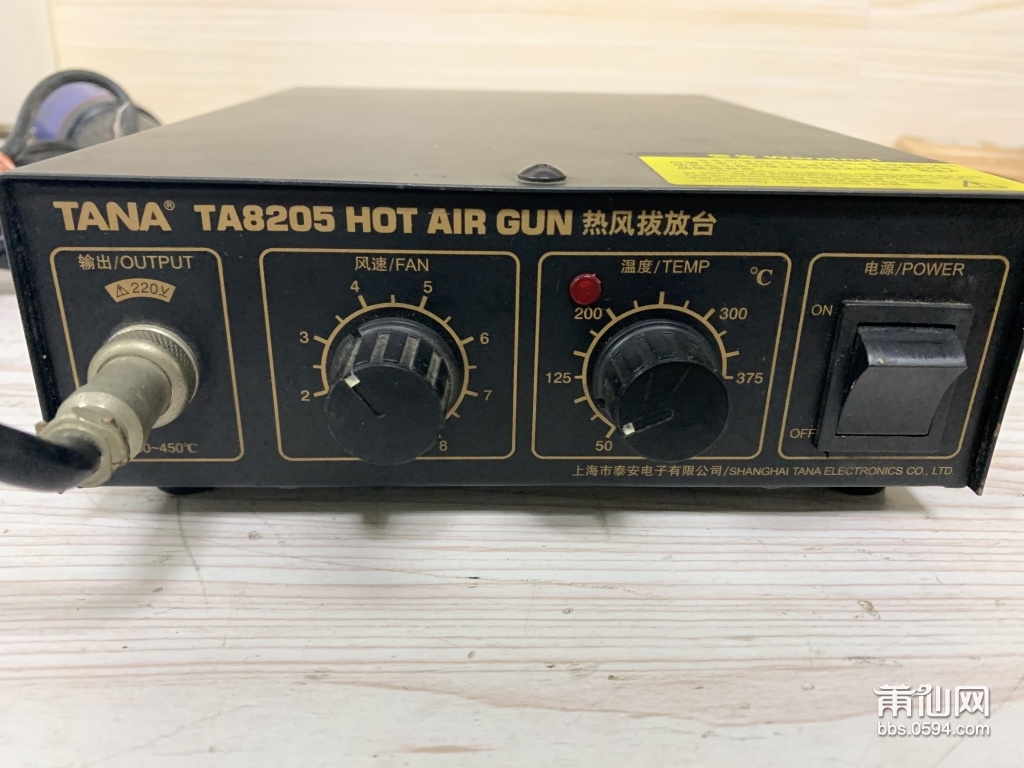 TANA® TA8205 HOT AIR GUN 热风拔放台
输出/OUTPUT
220V
0~450℃
风速/FAN
4 5
3 6
2 7
8
温度/TEMP
℃
200 300
125 375
50
电源/POWER
ON
OFF
上海市泰安电子有限公司/SHANGHAI TANA ELECTRONICS CO., LTD.
莆仙网
bbs.0594.com